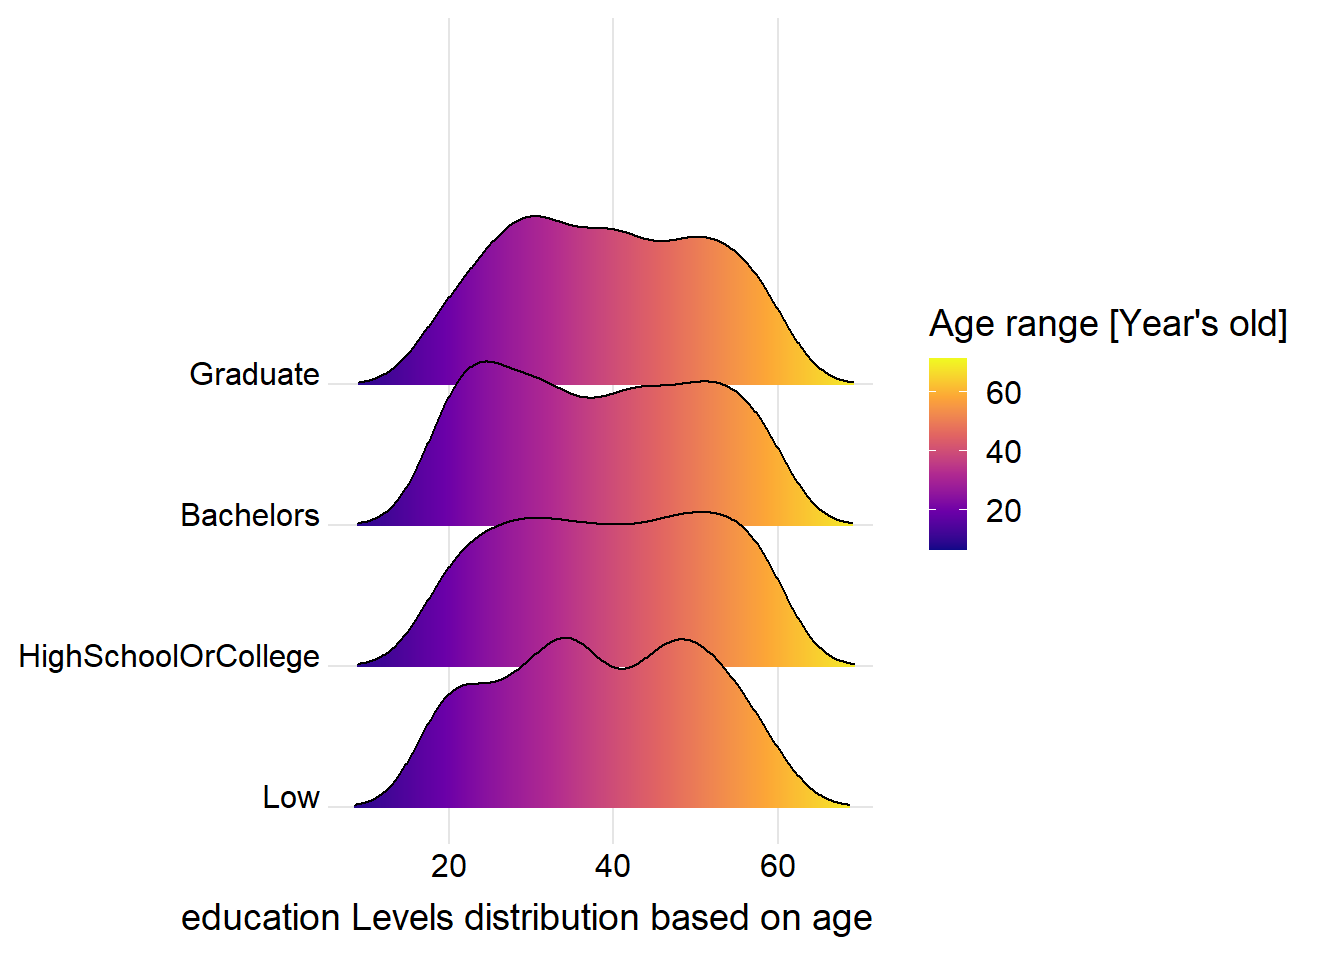 Graduate
Bachelors
HighSchoolOrCollege
Low
20
40
60
education Levels distribution based on age
Age range [Year's old]
60
40
20